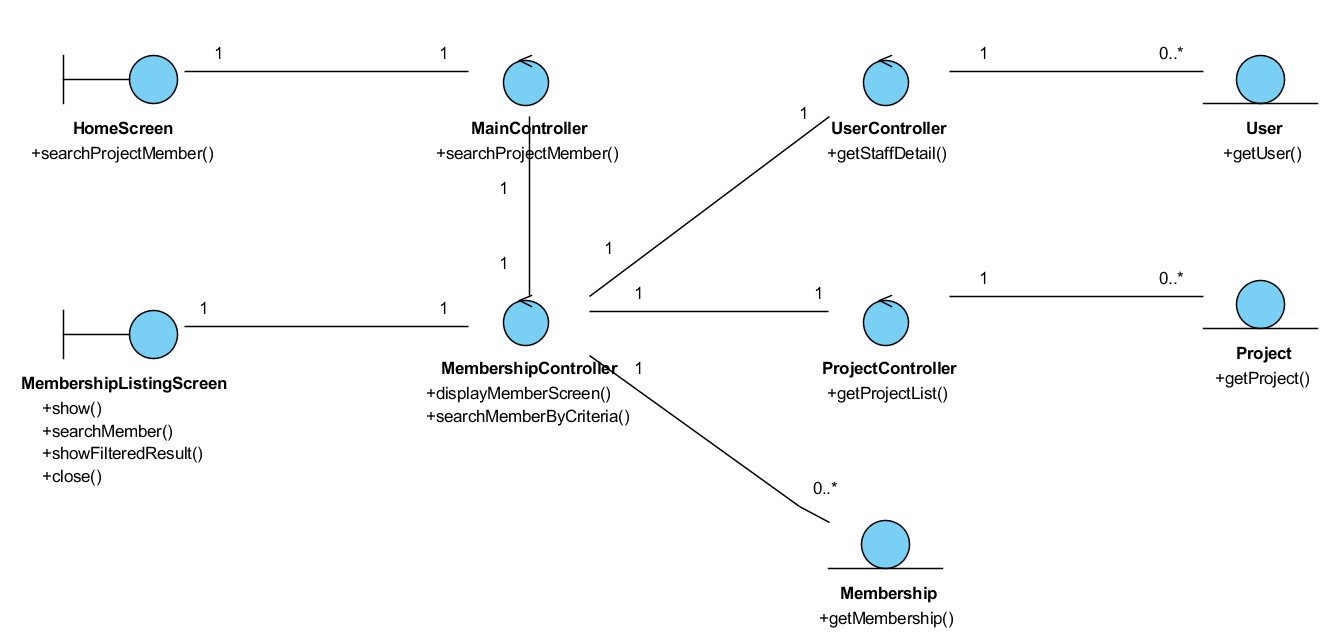 1 1 1 0..*
HomeScreen MainController UserController User
+searchProjectMember() +searchProjectMember() +getStaffDetail() +getUser()
1
1
1
1
1 1 1 0..*
1 1
MembershipListingScreen MembershipController ProjectController Project
+show() +displayMemberScreen() +getProjectList() +getProject()
+searchMember() +searchMemberByCriteria()
+showFilteredResult()
+close()
1
0..*
Membership
+getMembership()